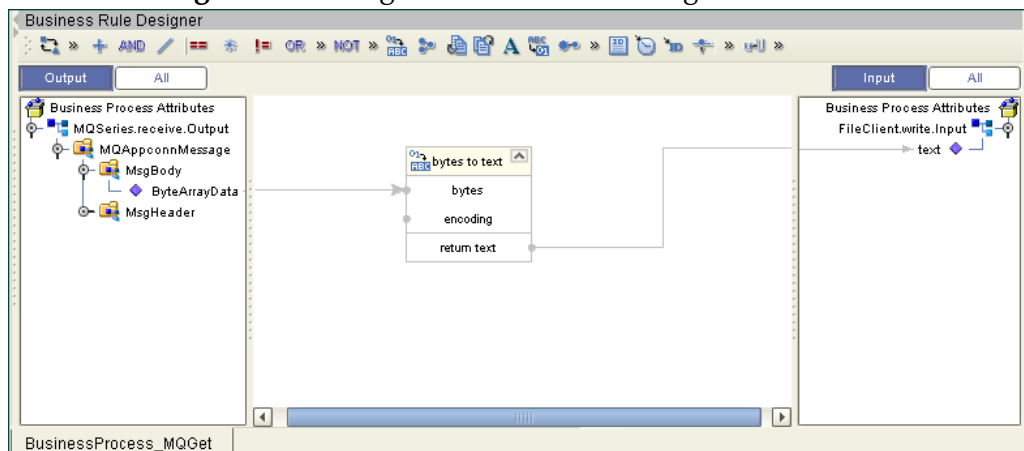 Business Rule Designer
AND == != OR » NOT »
Output All
Input All
Business Process Attributes
MQSeries.receive.Output
MQAppconnMessage
MsgBody
ByteArrayData
MsgHeader
bytes to text
bytes
encoding
return text
Business Process Attributes
FileClient.write.Input
text
BusinessProcess_MQGet